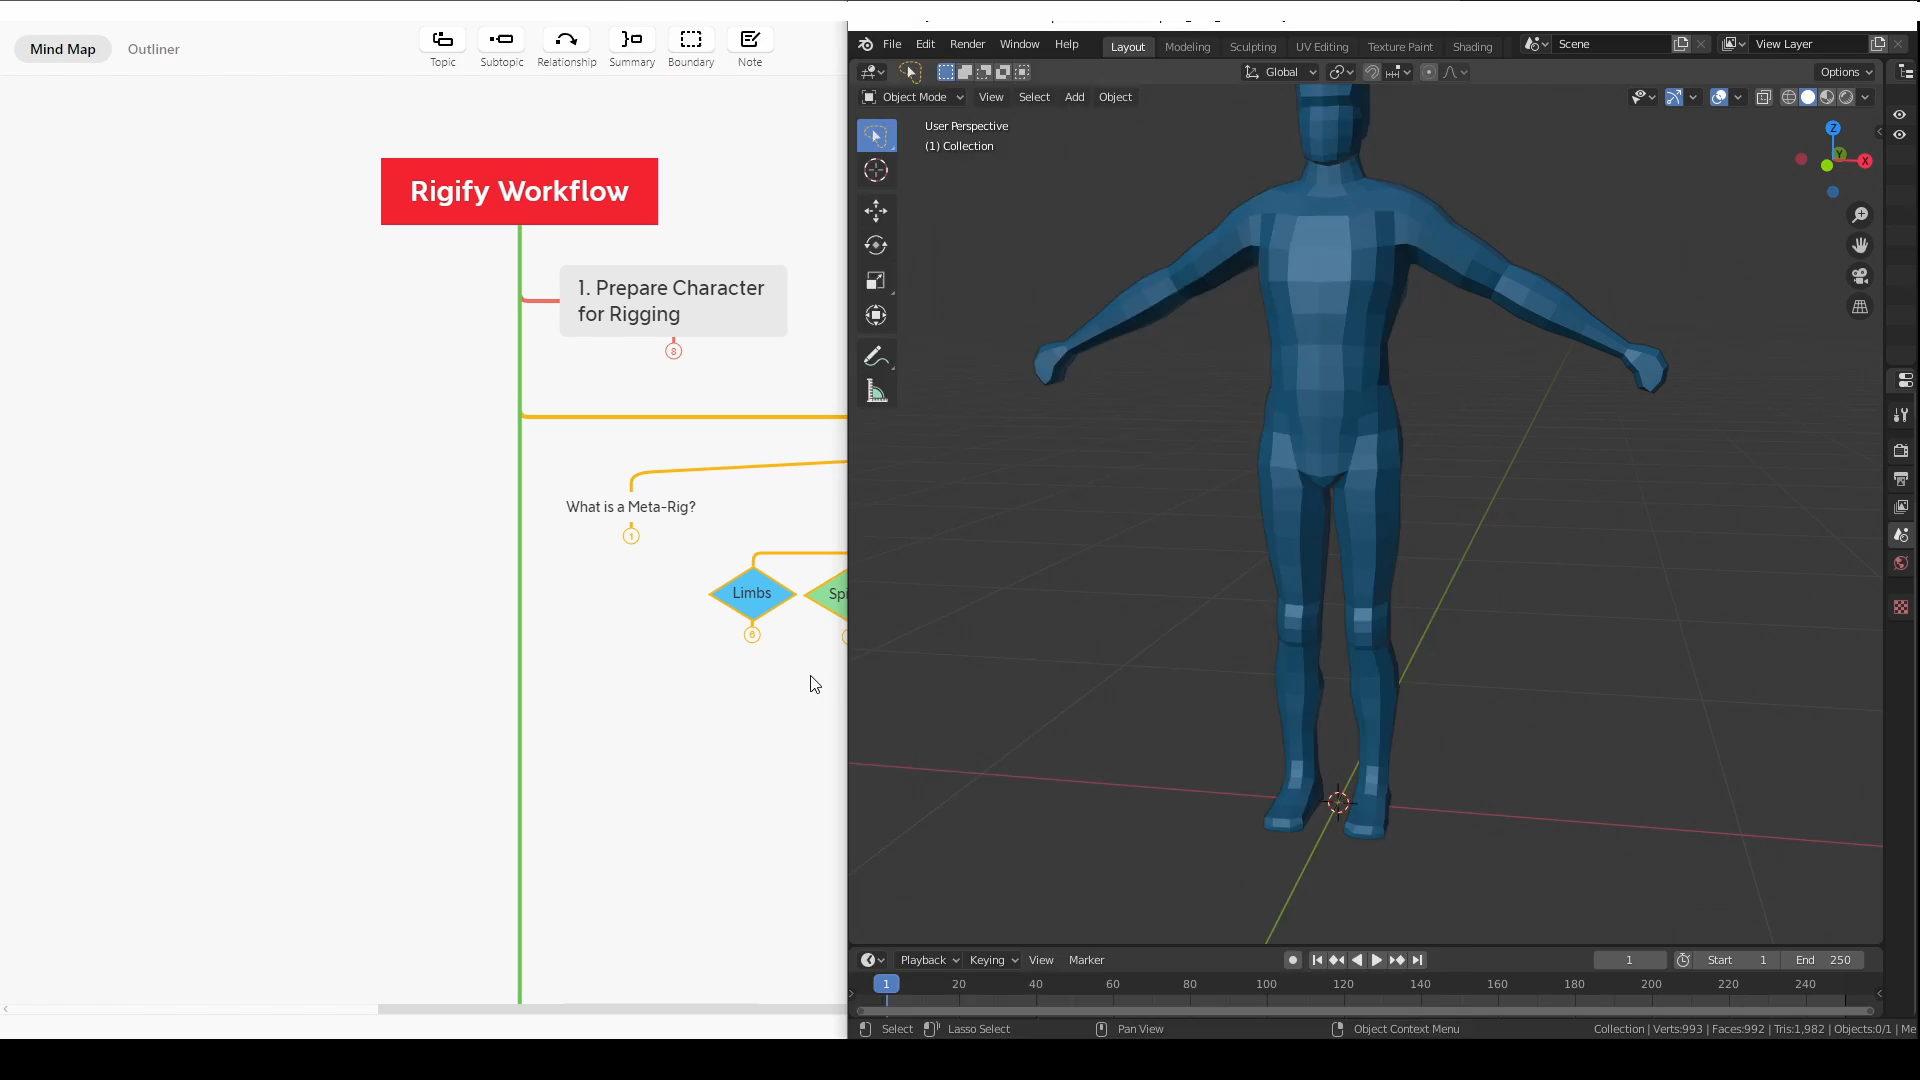 Mind Map
Outliner
Topic
Subtopic
Relationship
Summary
Boundary
Note
Rigify Workflow
1. Prepare Character
for Rigging
8
What is a Meta-Rig?
1
Limbs
6
Spi
File Edit Render Window Help
Layout Modeling Sculpting UV Editing Texture Paint Shading
Scene
View Layer
Global
Options
Object Mode View Select Add Object
User Perspective
(1) Collection
Z
Y
X
Playback Keying View Marker
1
Start 1
End 250
1 20 40 60 80 100 120 140 160 180 200 220 240
Select
Lasso Select
Pan View
Object Context Menu
Collection | Verts:993 | Faces:992 | Tris:1,982 | Objects:0/1 | Me